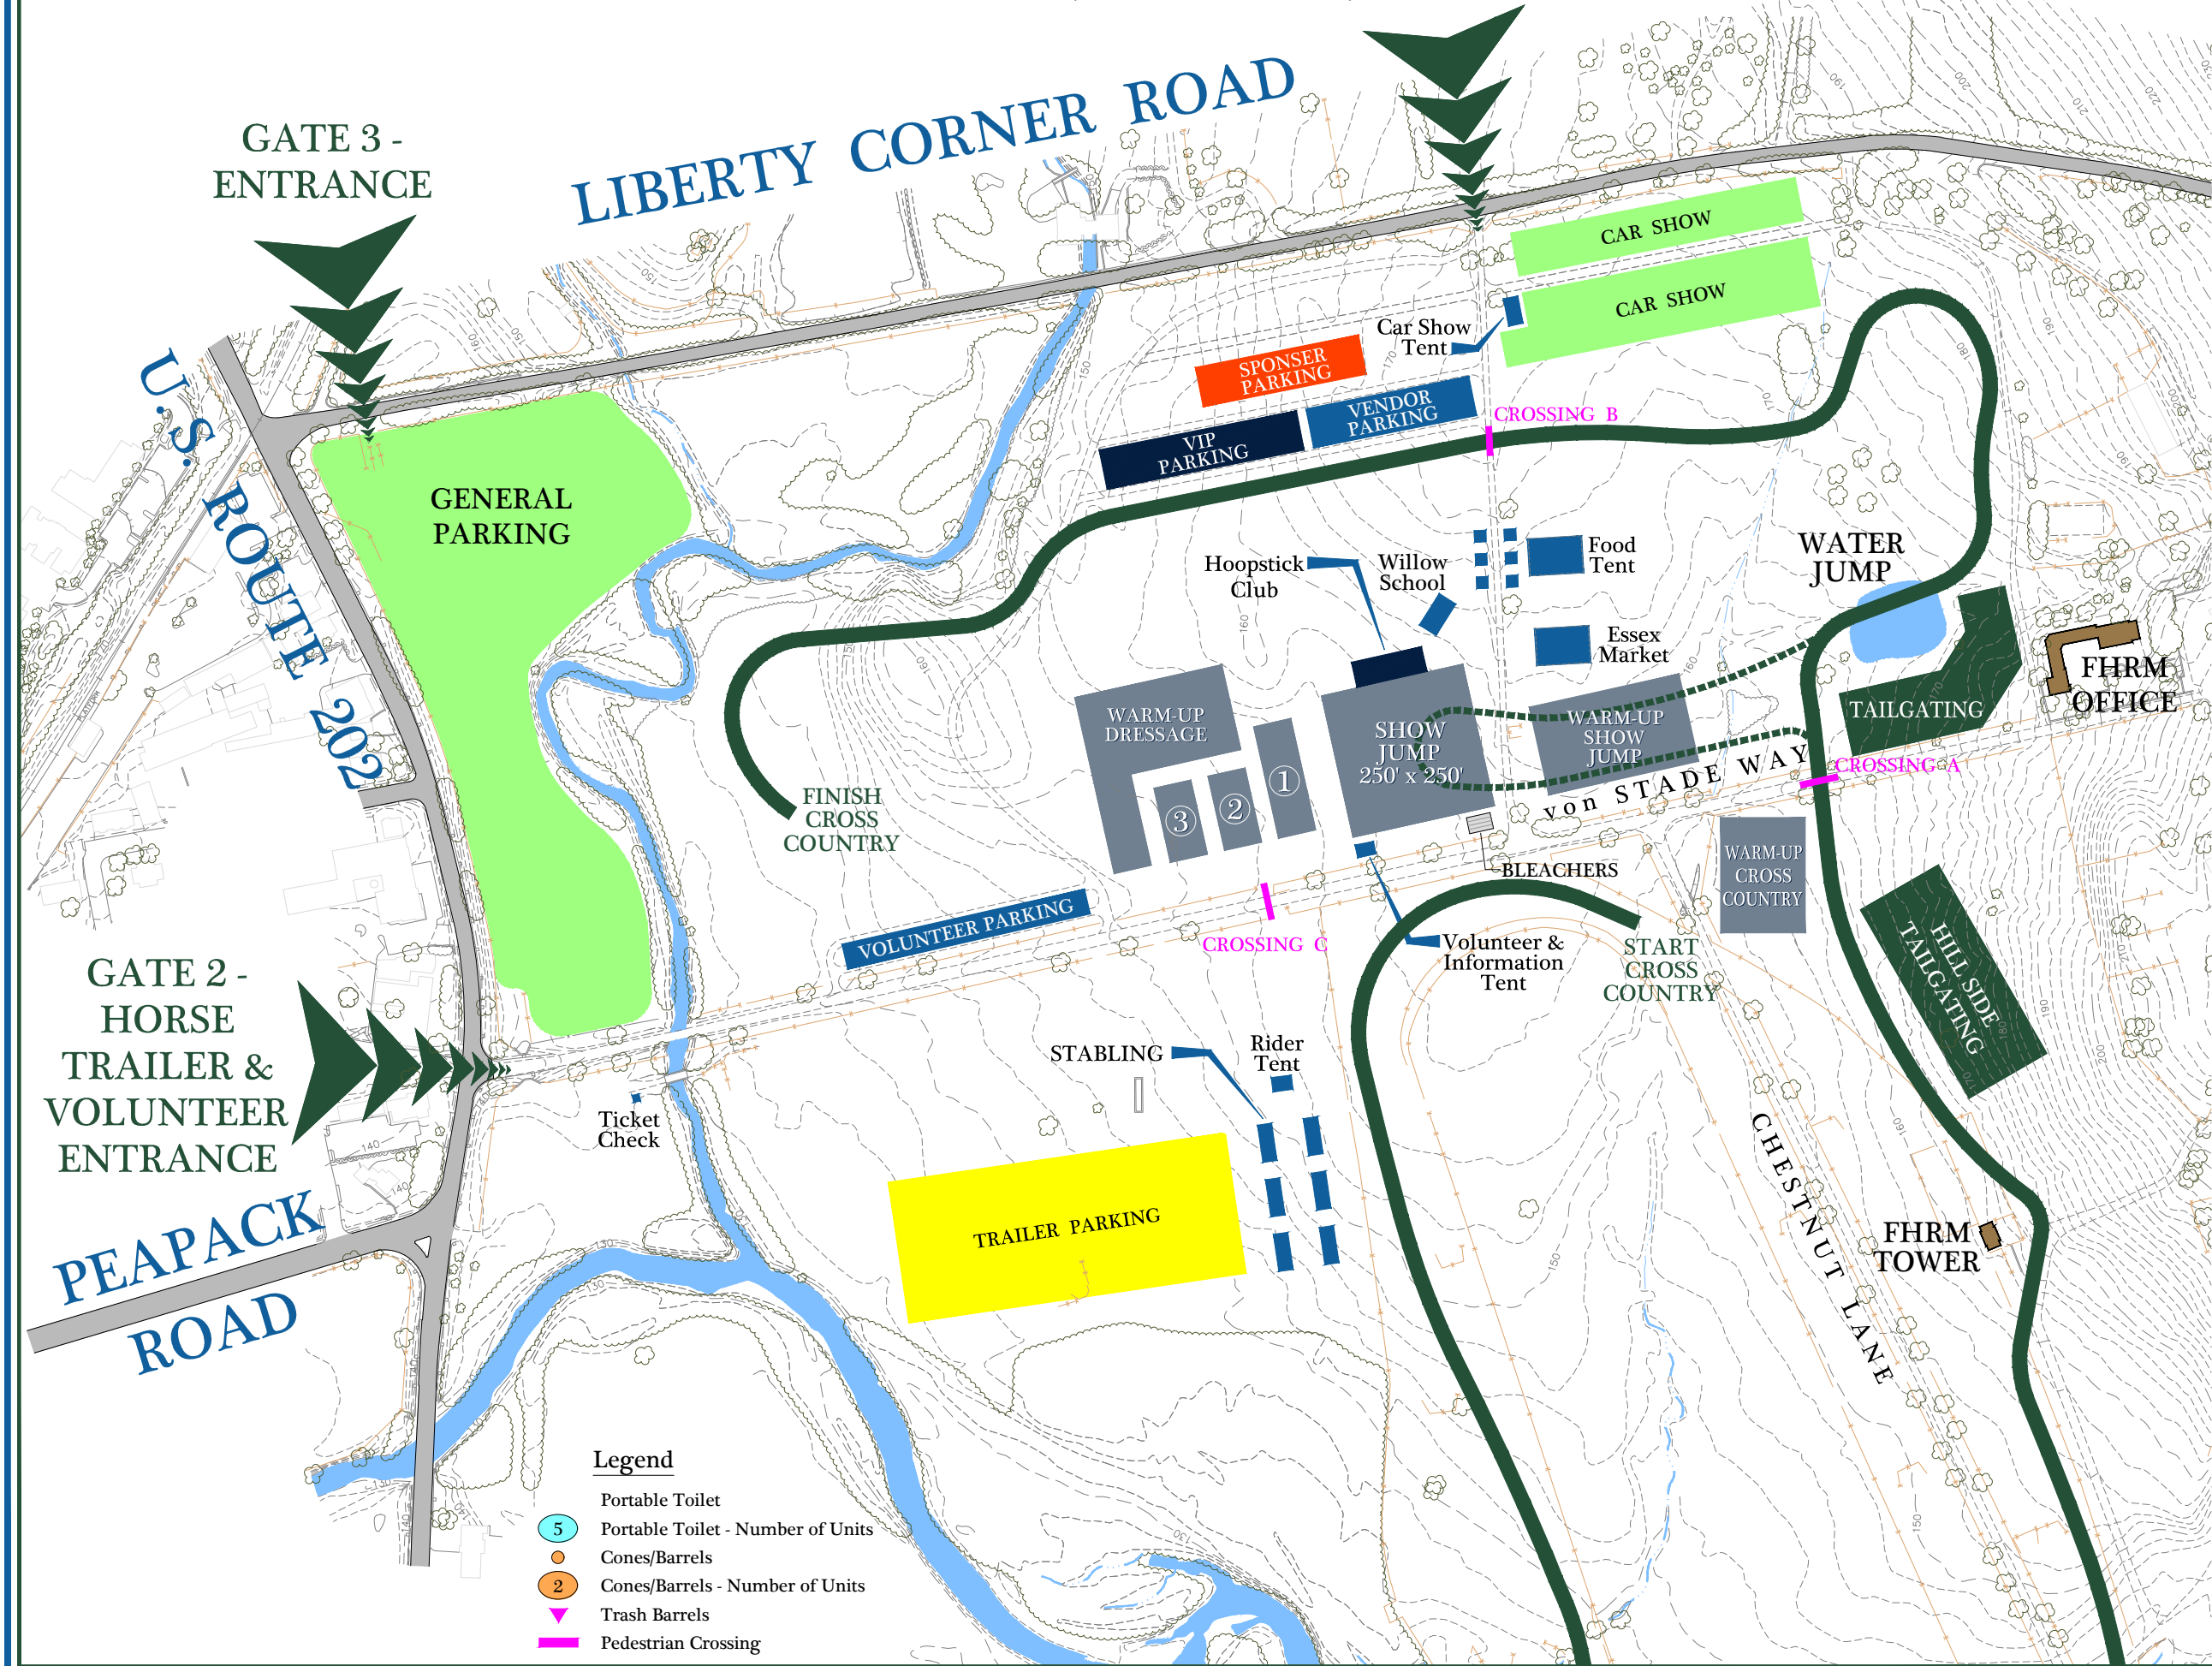 GATE 3 -
ENTRANCE
LIBERTY CORNER ROAD
U.S. ROUTE 202
GENERAL
PARKING
CAR SHOW
CAR SHOW
Car Show
Tent
SPONSER
PARKING
VENDOR
PARKING
VIP
PARKING
CROSSING B
Hoopstick
Club
Willow
School
Food
Tent
Essex
Market
WATER
JUMP
TAILGATING
FHRM
OFFICE
WARM-UP
DRESSAGE
3
2
1
SHOW
JUMP
250' x 250'
WARM-UP
SHOW
JUMP
von STADE WAY
CROSSING A
FINISH
CROSS
COUNTRY
BLEACHERS
WARM-UP
CROSS
COUNTRY
VOLUNTEER PARKING
CROSSING C
Volunteer &
Information
Tent
START
CROSS
COUNTRY
HILL SIDE
TAILGATING
GATE 2 -
HORSE
TRAILER &
VOLUNTEER
ENTRANCE
Ticket
Check
STABLING
Rider
Tent
TRAILER PARKING
CHESTNUT LANE
FHRM
TOWER
PEAPACK
ROAD
Legend
Portable Toilet
5 Portable Toilet - Number of Units
Cones/Barrels
2 Cones/Barrels - Number of Units
Trash Barrels
Pedestrian Crossing